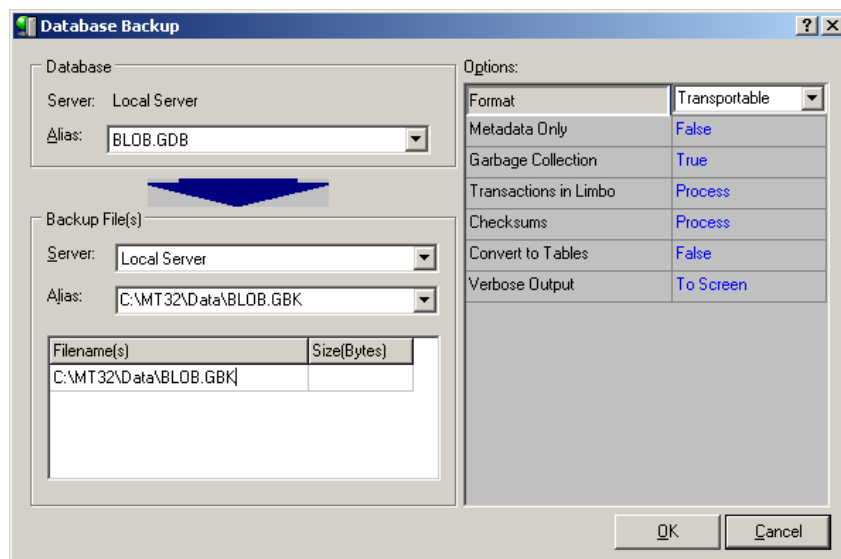 Database Backup
Database
Server: Local Server
Alias: BLOB.GDB
Backup File(s)
Server: Local Server
Alias: C:\MT32\Data\BLOB.GBK
Filename(s) Size(Bytes)
C:\MT32\Data\BLOB.GBK
Options:
Format Transportable
Metadata Only False
Garbage Collection True
Transactions in Limbo Process
Checksums Process
Convert to Tables False
Verbose Output To Screen
OK Cancel